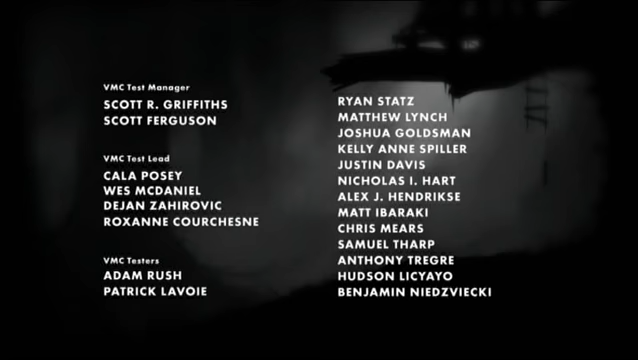 VMC Test Manager
SCOTT R. GRIFFITHS
SCOTT FERGUSON
VMC Test Lead
CALA POSEY
WES MCDANIEL
DEJAN ZAHIROVIC
ROXANNE COURCHESNE
VMC Testers
ADAM RUSH
PATRICK LAVOIE
RYAN STATZ
MATTHEW LYNCH
JOSHUA GOLDSMAN
KELLY ANNE SPILLER
JUSTIN DAVIS
NICHOLAS I. HART
ALEX J. HENDRIKSE
MATT IBARAKI
CHRIS MEARS
SAMUEL THARP
ANTHONY TREGRE
HUDSON LICYAYO
BENJAMIN NIEDZVIECKI